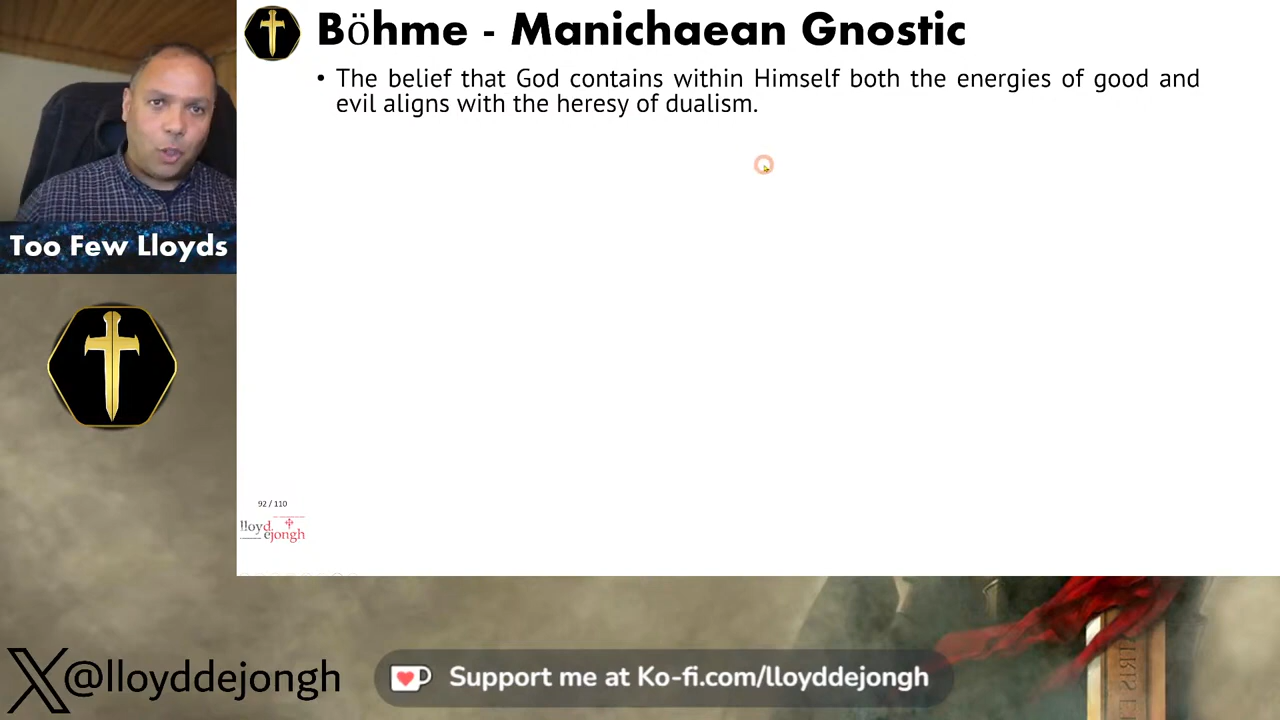 Böhme - Manichaean Gnostic
• The belief that God contains within Himself both the energies of good and
evil aligns with the heresy of dualism.
Too Few Lloyds
92 / 110
lloyd
ejongh
X@lloyddejongh
Support me at Ko-fi.com/lloyddejongh